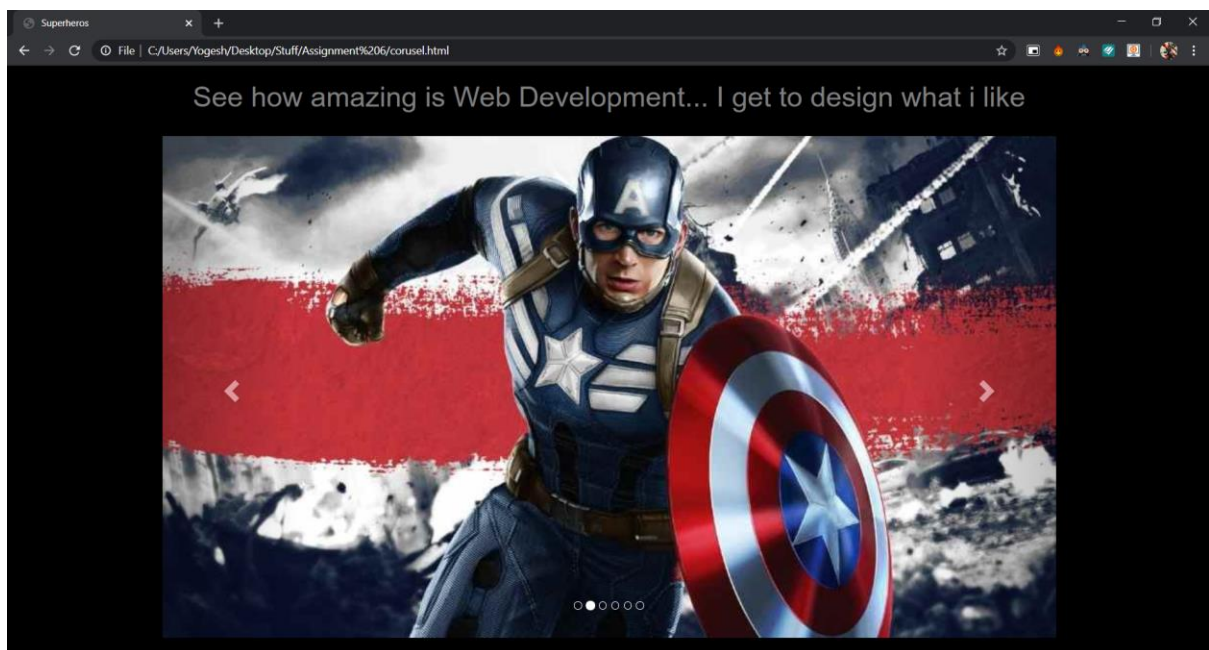 Superheros
File | C:/Users/Yogesh/Desktop/Stuff/Assignment%206/corusel.html
See how amazing is Web Development... I get to design what i like
A